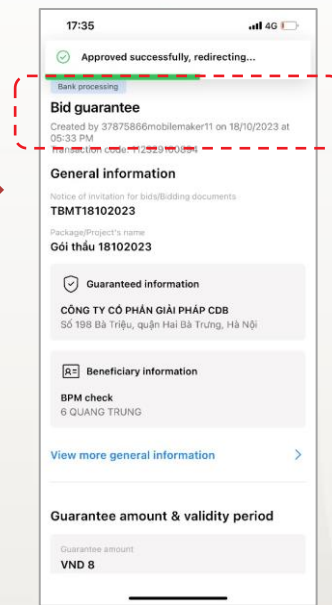 17:35
4G
Approved successfully, redirecting...
Bank processing
Bid guarantee
Created by 37875866mobilemaker11 on 18/10/2023 at
05:33 PM
Transaction code:
General information
Notice of invitation for bids/Bidding documents
TBMT18102023
Package/Project's name
Gói thầu 18102023
Guaranteed information
CÔNG TY CỔ PHẦN GIẢI PHÁP CDB
Số 198 Bà Triệu, quận Hai Bà Trưng, Hà Nội
Beneficiary information
BPM check
6 QUANG TRUNG
View more general information
Guarantee amount & validity period
Guarantee amount
VND 8